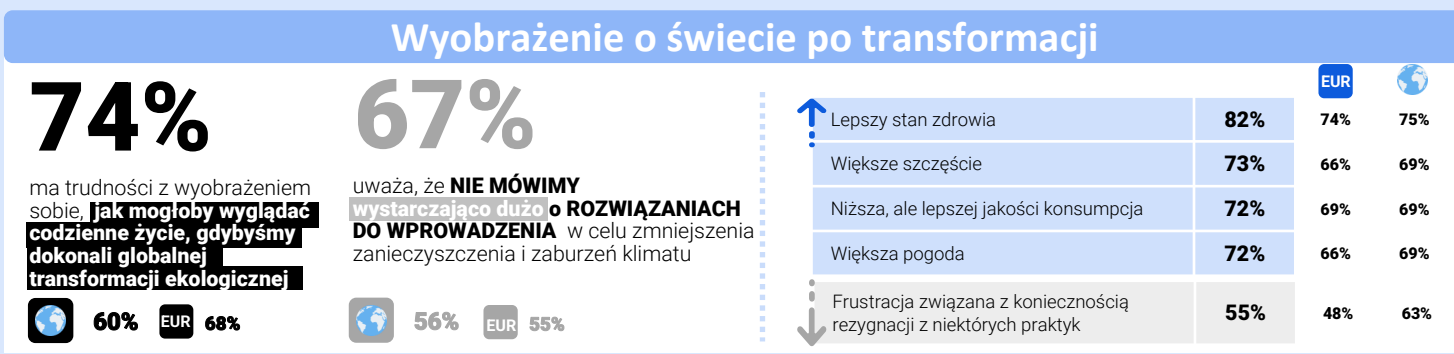 Wyobrażenie o świecie po transformacji
74%
ma trudności z wyobrażeniem
sobie, jak mogłoby wyglądać
codzienne życie, gdybyśmy
dokonali globalnej
transformacji ekologicznej
60% EUR 68%
67%
uważa, że NIE MÓWIMY
wystarczająco dużo o ROZWIĄZANIACH
DO WPROWADZENIA w celu zmniejszenia
zanieczyszczenia i zaburzeń klimatu
56% EUR 55%
EUR
Lepszy stan zdrowia 82% 74% 75%
Większe szczęście 73% 66% 69%
Niższa, ale lepszej jakości konsumpcja 72% 69% 69%
Większa pogoda 72% 66% 69%
Frustracja związana z koniecznością
rezygnacji z niektórych praktyk 55% 48% 63%